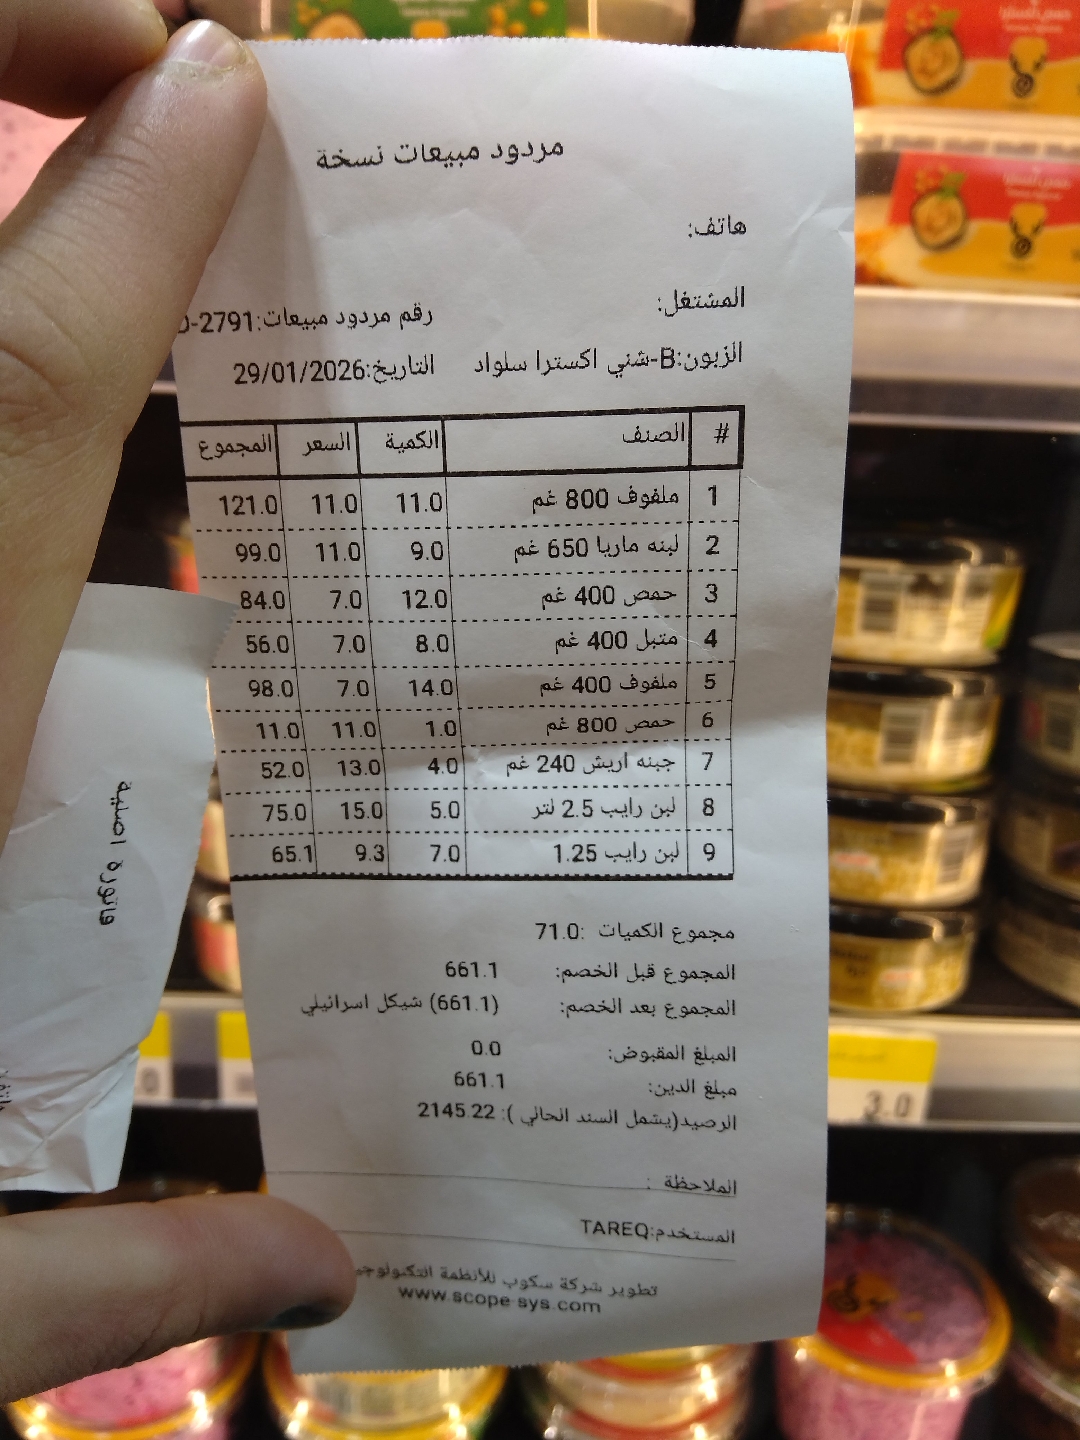 مردود مبيعات نسخة
هاتف:
المشتغل:
رقم مردود مبيعات:2791-
الزبون:B-شني اكسترا سلواد
التاريخ:29/01/2026
# الصنف الكمية السعر المجموع
1 ملفوف 800 غم 11.0 11.0 121.0
2 لبنه ماريا 650 غم 9.0 11.0 99.0
3 حمص 400 غم 12.0 7.0 84.0
4 متبل 400 غم 8.0 7.0 56.0
5 ملفوف 400 غم 14.0 7.0 98.0
6 حمص 800 غم 1.0 11.0 11.0
7 جبنه اريش 240 غم 4.0 13.0 52.0
8 لبن رايب 2.5 لتر 5.0 15.0 75.0
9 لبن رايب 1.25 7.0 9.3 65.1
مجموع الكميات :71.0
المجموع قبل الخصم: 661.1
المجموع بعد الخصم: (661.1) شيكل اسرائيلي
المبلغ المقبوض: 0.0
مبلغ الدين: 661.1
الرصيد(يشمل السند الحالي ): 2145.22
الملاحظة :
المستخدم:TAREQ
تطوير شركة سكوب للأنظمة
www.scope-sys.com
فاتورة اصلية
3.0